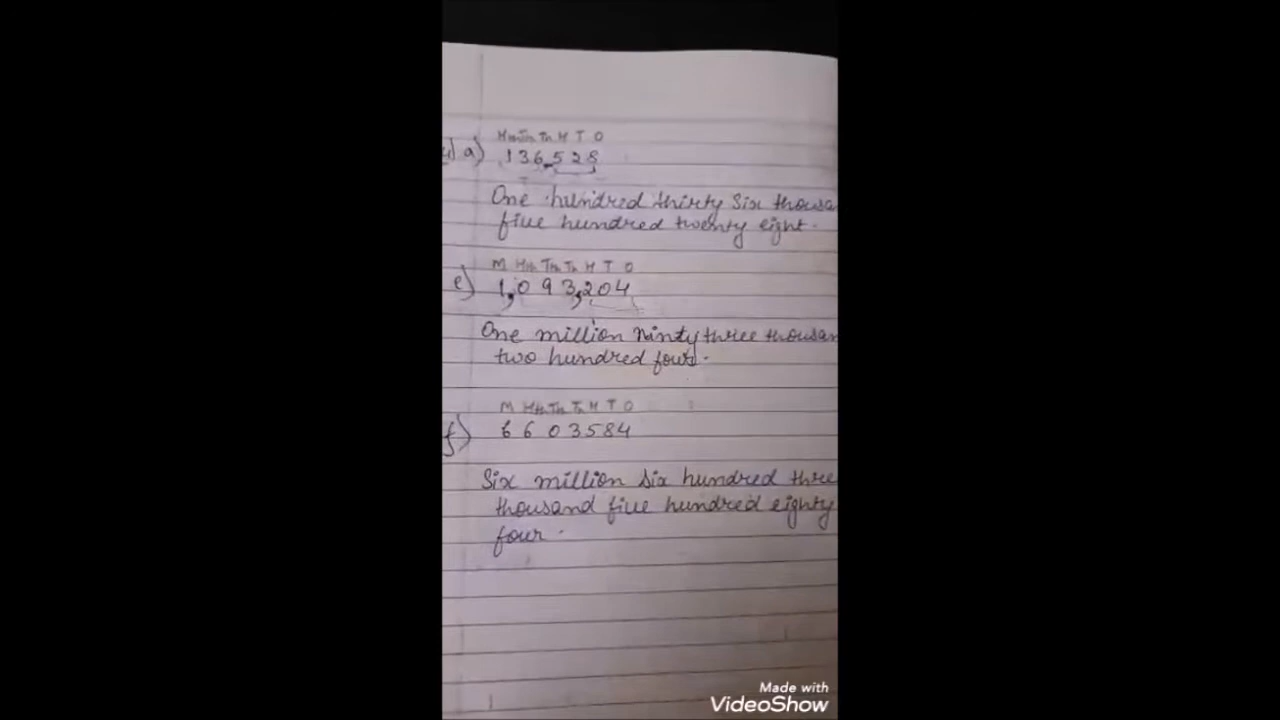 H Hth Tth Th H T O
a) 136,528
One hundred thirty six thousan
five hundred twenty eight.
M Hth Tth Th H T O
e) 1,093,204
One million Ninty three thousan
two hundred four.
M Hth Tth Th H T O
f) 6603584
Six million six hundred three
thousand five hundred eighty
four.
Made with
VideoShow